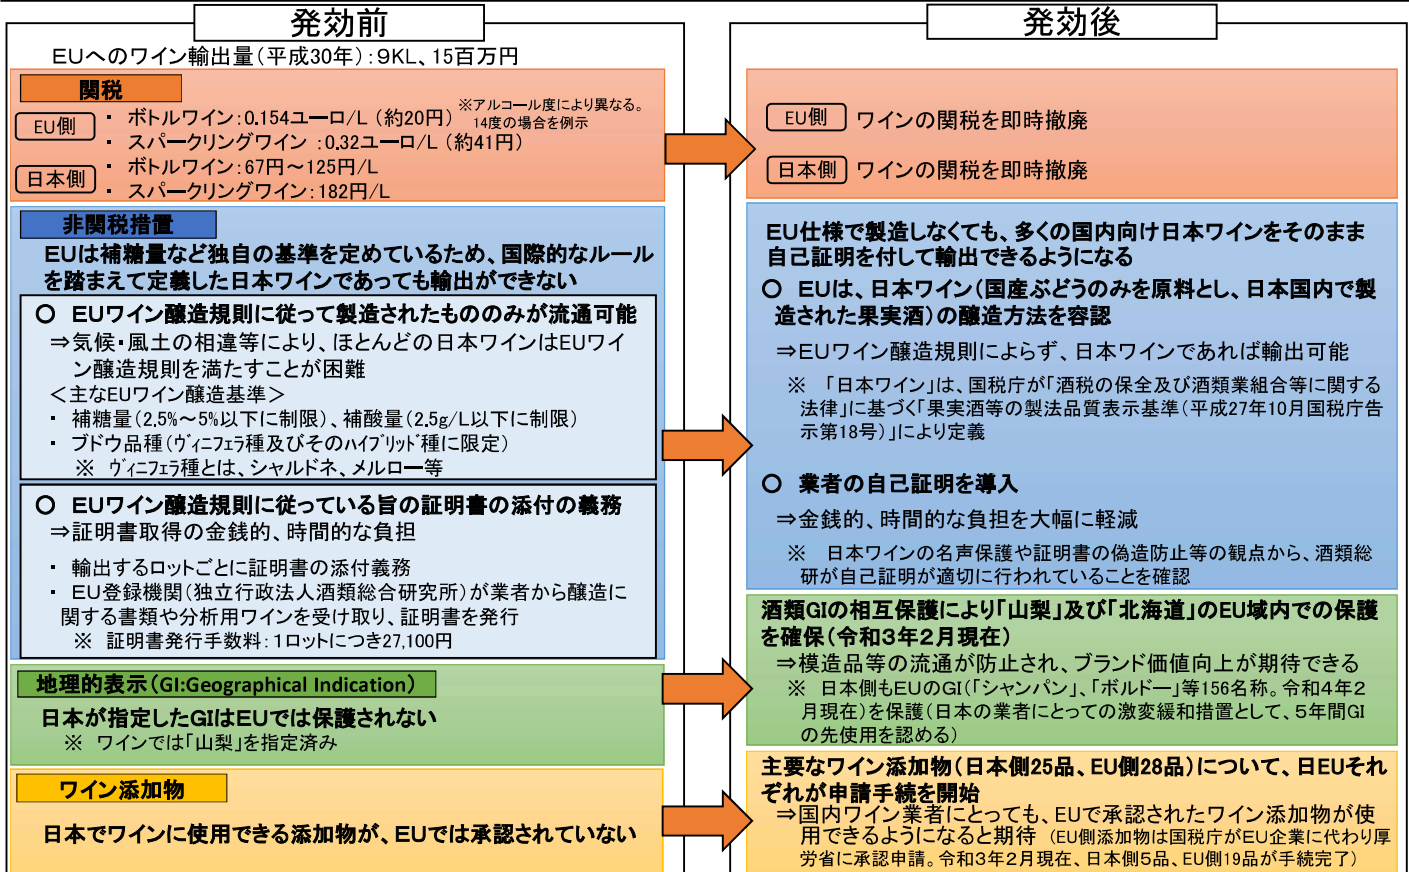 発効前
EUへのワイン輸出量(平成30年):9KL、15百万円
関税
EU側
・ ボトルワイン:0.154ユーロ/L (約20円)
※アルコール度により異なる。
14度の場合を例示
・ スパークリングワイン:0.32ユーロ/L (約41円)
日本側
・ ボトルワイン:67円～125円/L
・ スパークリングワイン:182円/L
非関税措置
EUは補糖量など独自の基準を定めているため、国際的なルール
を踏まえて定義した日本ワインであっても輸出ができない
○ EUワイン醸造規則に従って製造されたもののみが流通可能
⇒気候・風土の相違等により、ほとんどの日本ワインはEUワイ
ン醸造規則を満たすことが困難
＜主なEUワイン醸造基準＞
・ 補糖量(2.5%～5%以下に制限)、補酸量(2.5g/L以下に制限)
・ ブドウ品種(ヴィニフェラ種及びそのハイブリッド種に限定)
※ ヴィニフェラ種とは、シャルドネ、メルロー等
○ EUワイン醸造規則に従っている旨の証明書の添付の義務
⇒証明書取得の金銭的、時間的な負担
・ 輸出するロットごとに証明書の添付義務
・ EU登録機関(独立行政法人酒類総合研究所)が業者から醸造に
関する書類や分析用ワインを受け取り、証明書を発行
※ 証明書発行手数料:1ロットにつき27,100円
地理的表示(GI:Geographical Indication)
日本が指定したGIはEUでは保護されない
※ ワインでは「山梨」を指定済み
ワイン添加物
日本でワインに使用できる添加物が、EUでは承認されていない
発効後
EU側 ワインの関税を即時撤廃
日本側 ワインの関税を即時撤廃
EU仕様で製造しなくても、多くの国内向け日本ワインをそのまま
自己証明を付して輸出できるようになる
○ EUは、日本ワイン(国産ぶどうのみを原料とし、日本国内で製
造された果実酒)の醸造方法を容認
⇒EUワイン醸造規則によらず、日本ワインであれば輸出可能
※ 「日本ワイン」は、国税庁が「酒税の保全及び酒類業組合等に関する
法律」に基づく「果実酒等の製法品質表示基準(平成27年10月国税庁告
示第18号)」により定義
○ 業者の自己証明を導入
⇒金銭的、時間的な負担を大幅に軽減
※ 日本ワインの名声保護や証明書の偽造防止等の観点から、酒類総
研が自己証明が適切に行われていることを確認
酒類GIの相互保護により「山梨」及び「北海道」のEU域内での保護
を確保(令和3年2月現在)
⇒模造品等の流通が防止され、ブランド価値向上が期待できる
※ 日本側もEUのGI(「シャンパン」、「ボルドー」等156名称。令和4年2
月現在)を保護(日本の業者にとっての激変緩和措置として、5年間GI
の先使用を認める)
主要なワイン添加物(日本側25品、EU側28品)について、日EUそれ
ぞれが申請手続を開始
⇒国内ワイン業者にとっても、EUで承認されたワイン添加物が使
用できるようになると期待 (EU側添加物は国税庁がEU企業に代わり厚
労省に承認申請。令和3年2月現在、日本側5品、EU側19品が手続完了)